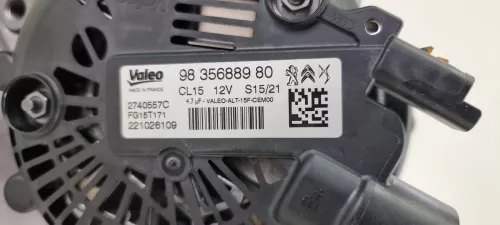 Valeo 98 356889 80
MADE IN FRANCE CL15 12V S15/21
4.7 µF - VALEO-ALT-15F-CIEM00
2740557C
FG15T171
221026109